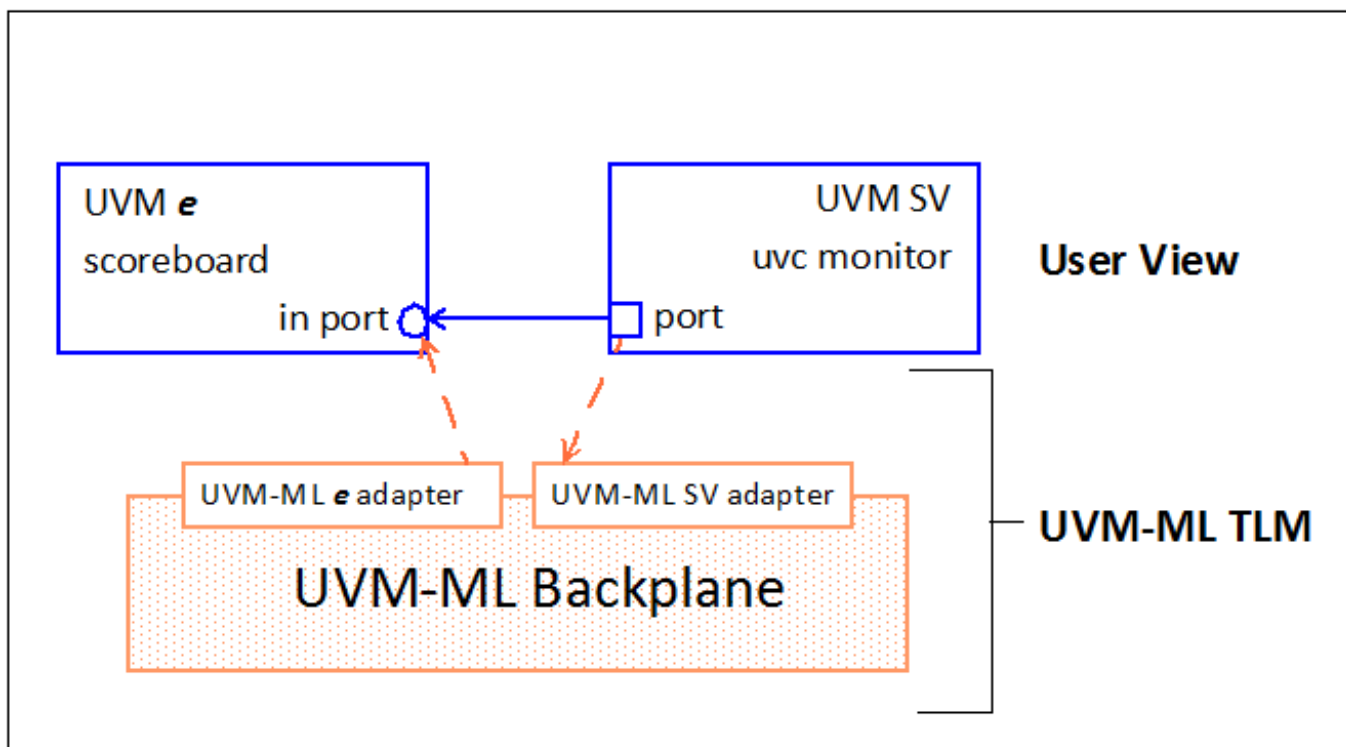 UVM e
scoreboard
in port
UVM SV
uvc monitor
port
User View
UVM-ML e adapter
UVM-ML SV adapter
UVM-ML Backplane
UVM-ML TLM